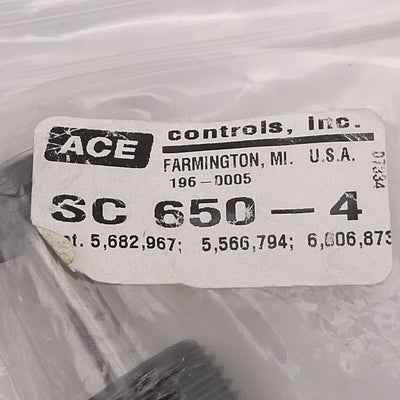 ACE controls, inc.
FARMINGTON, MI. U.S.A.
196-0005
SC 650-4
t. 5,682,967; 5,566,794; 6,006,873
07334